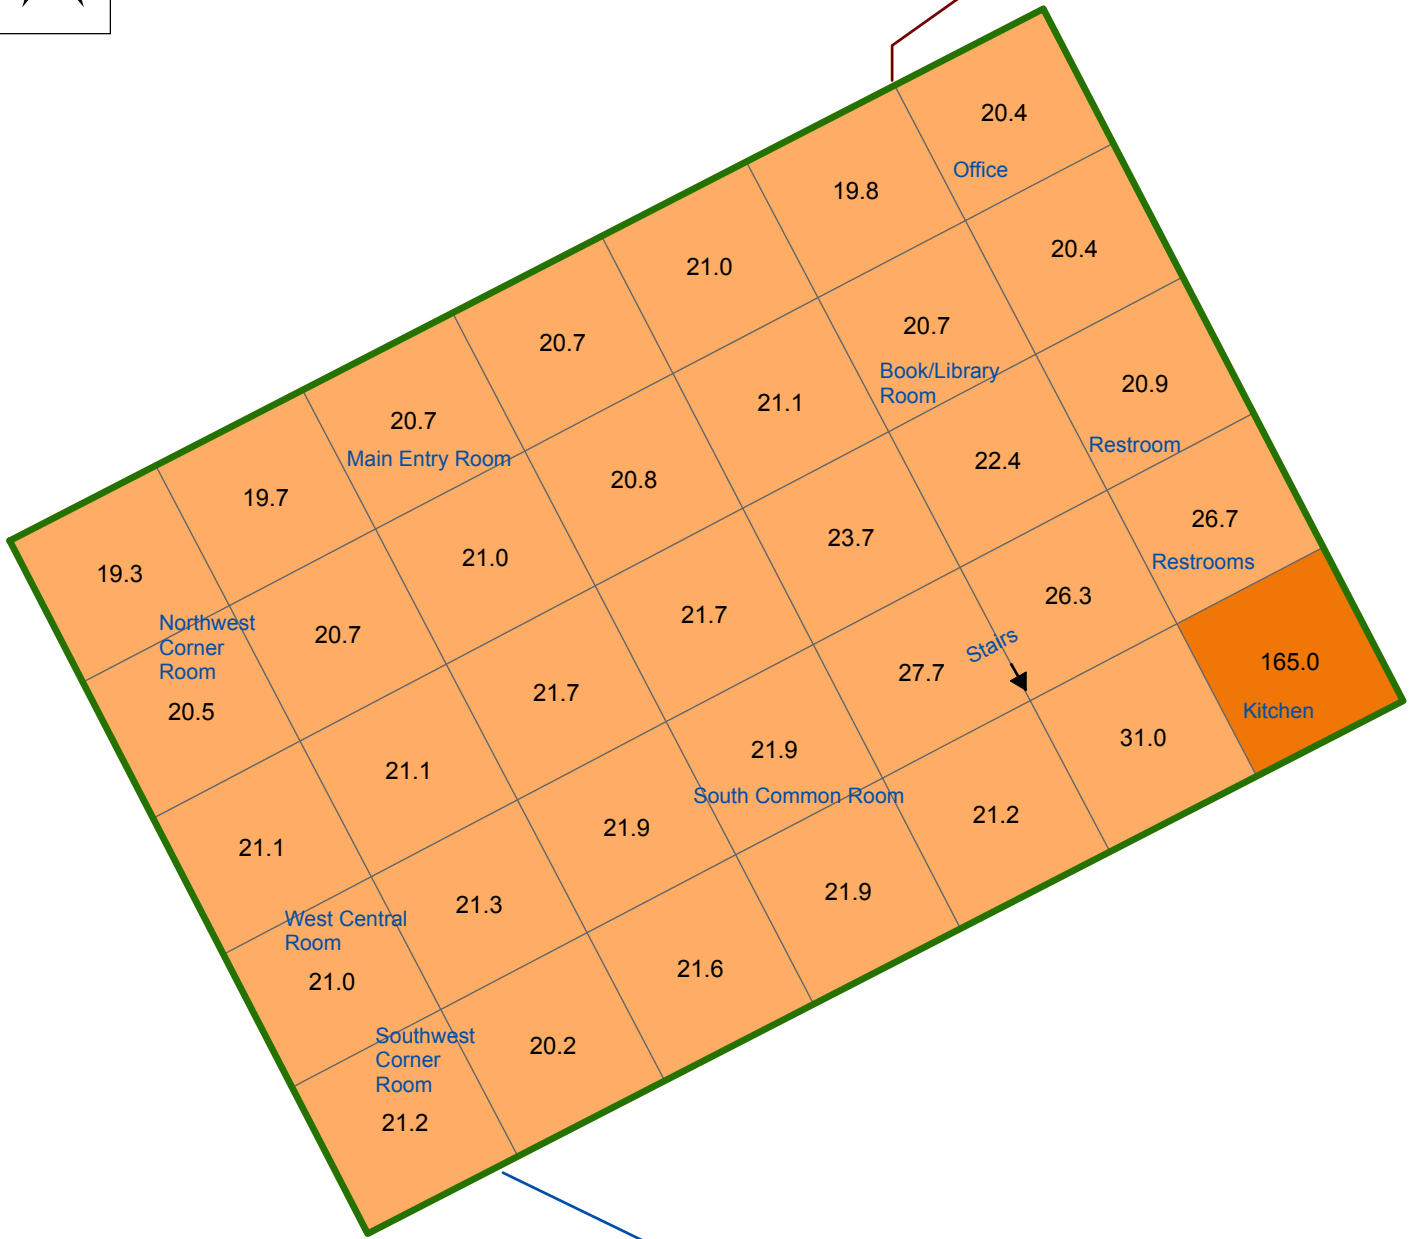 20.4
Office
19.8
20.4
21.0
20.7
Book/Library
Room
20.7
20.9
Restroom
21.1
20.7
Main Entry Room
22.4
20.8
19.7
26.7
Restrooms
23.7
21.0
19.3
26.3
Northwest
Corner
Room
20.7
21.7
Stairs
165.0
Kitchen
27.7
21.7
20.5
31.0
21.9
South Common Room
21.1
21.2
21.9
21.1
21.9
21.3
West Central
Room
21.0
21.6
Southwest
Corner
Room
20.2
21.2